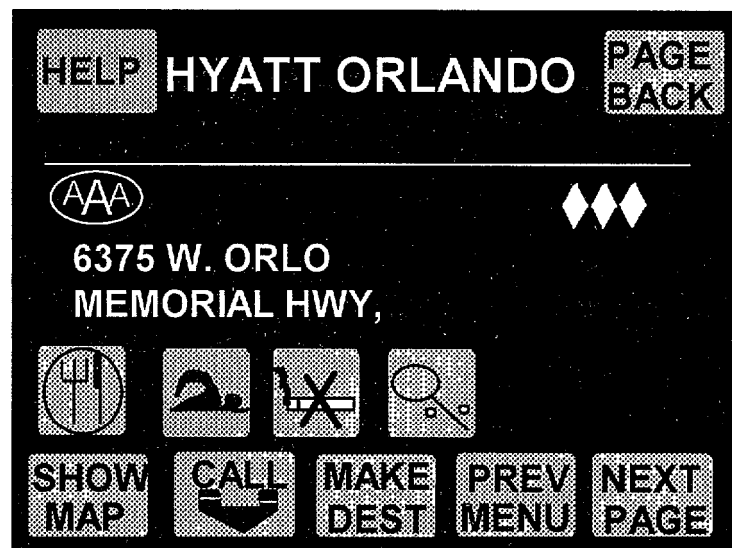 HELP
HYATT ORLANDO
PAGE
BACK
AAA
6375 W. ORLO
MEMORIAL HWY,
SHOW
MAP
CALL
MAKE
DEST
PREV
MENU
NEXT
PAGE